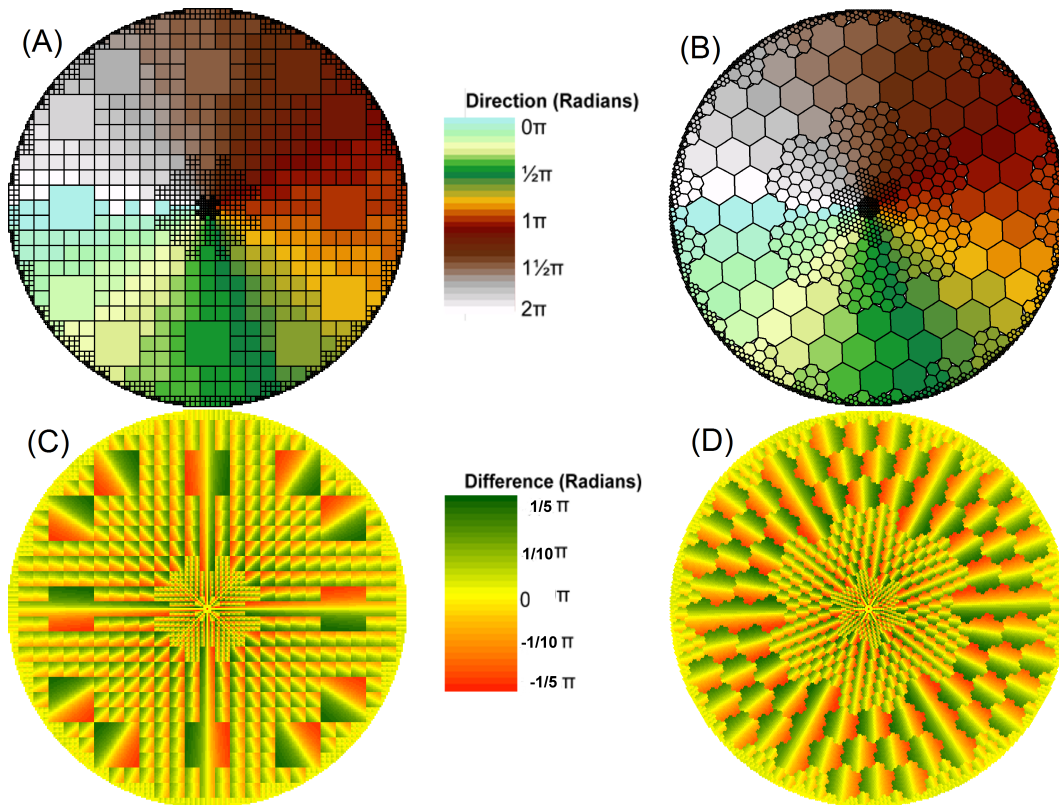 (A)
(B)
Direction (Radians)
0π
½π
1π
1½π
2π
(C)
(D)
Difference (Radians)
1/5 π
1/10 π
0 π
-1/10 π
-1/5 π